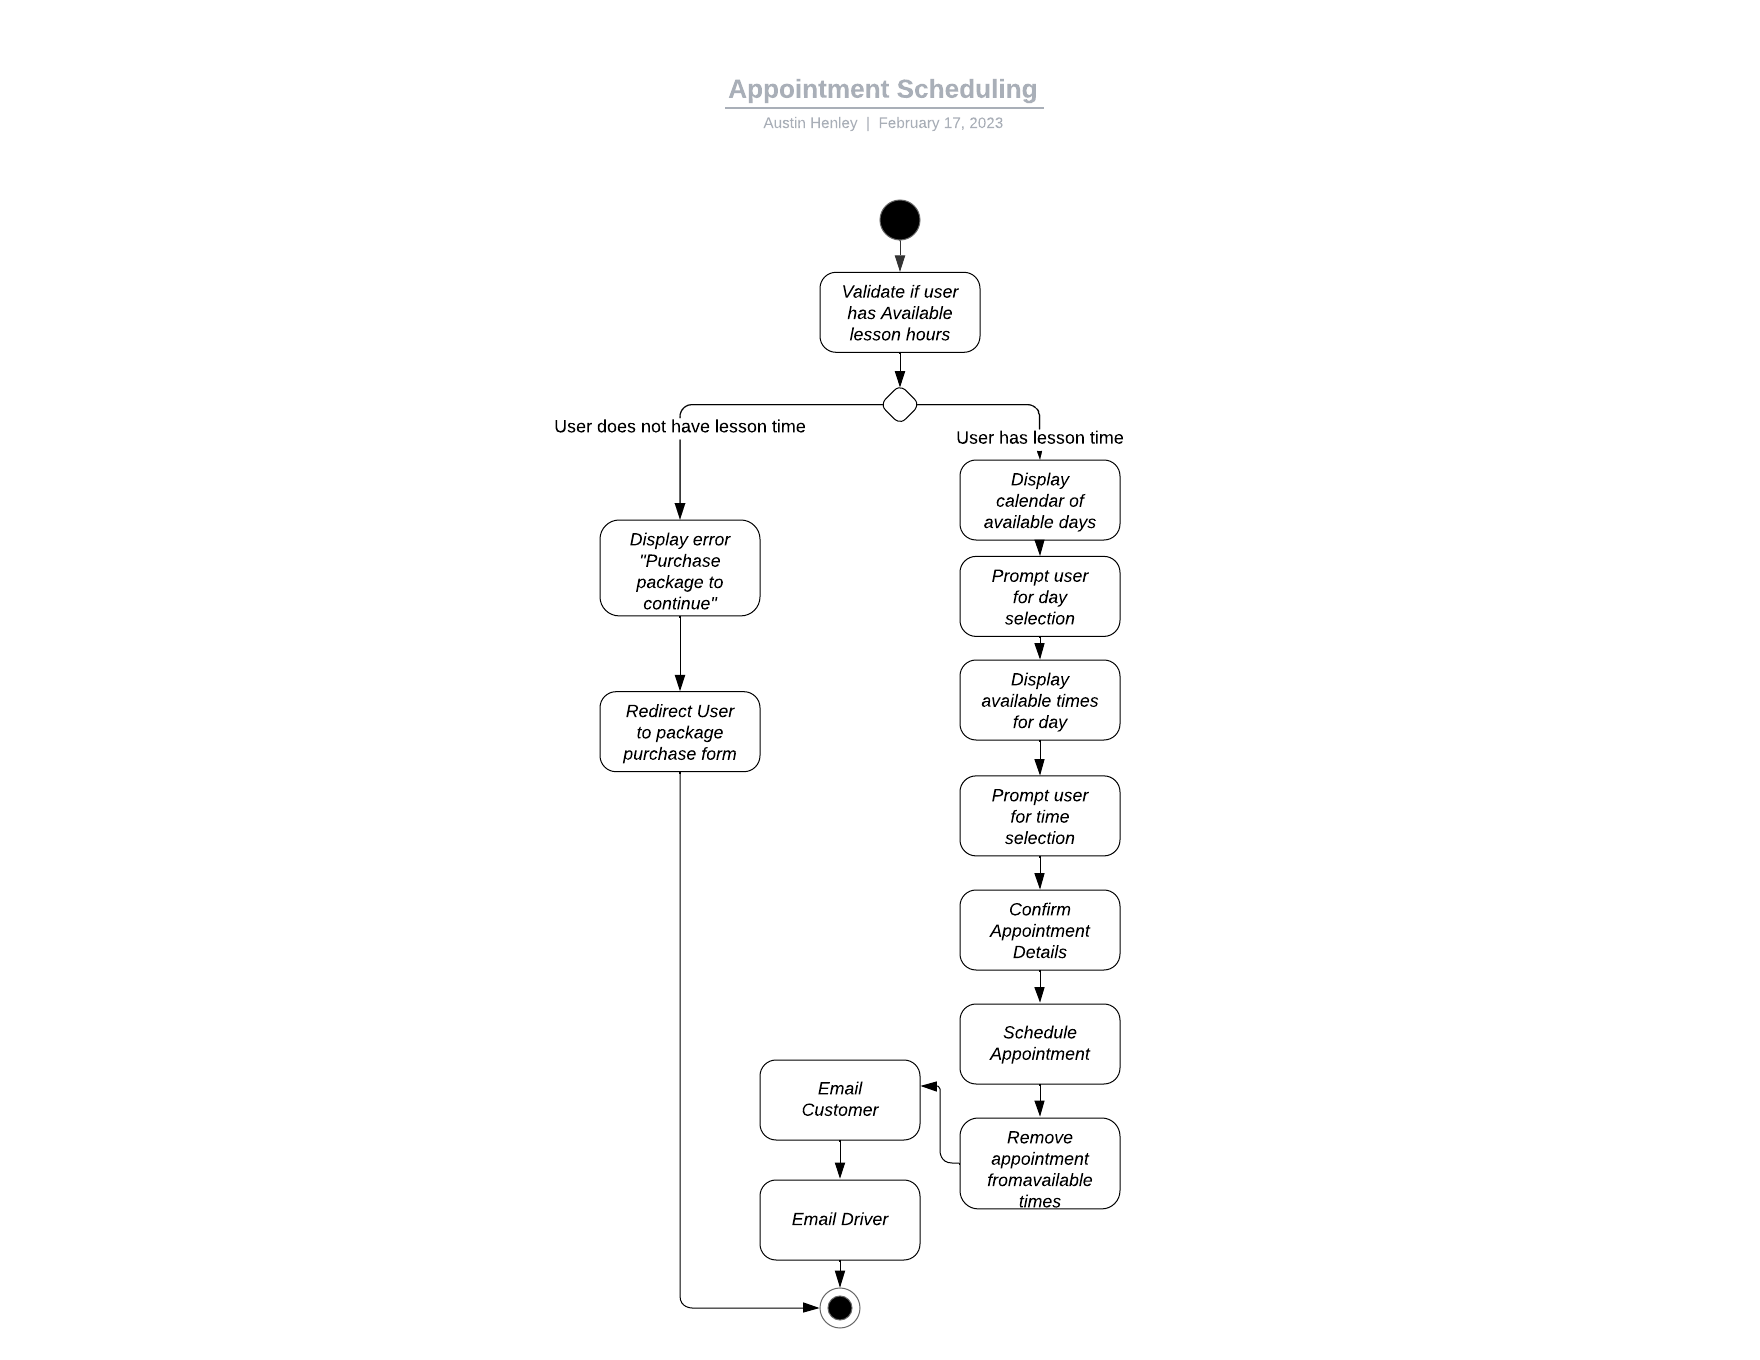 Appointment Scheduling
Austin Henley | February 17, 2023
Validate if user
has Available
lesson hours
User does not have lesson time
User has lesson time
Display
calendar of
available days
Display error
"Purchase
package to
continue"
Prompt user
for day
selection
Display
available times
for day
Redirect User
to package
purchase form
Prompt user
for time
selection
Confirm
Appointment
Details
Schedule
Appointment
Remove
appointment
fromavailable
times
Email
Customer
Email Driver